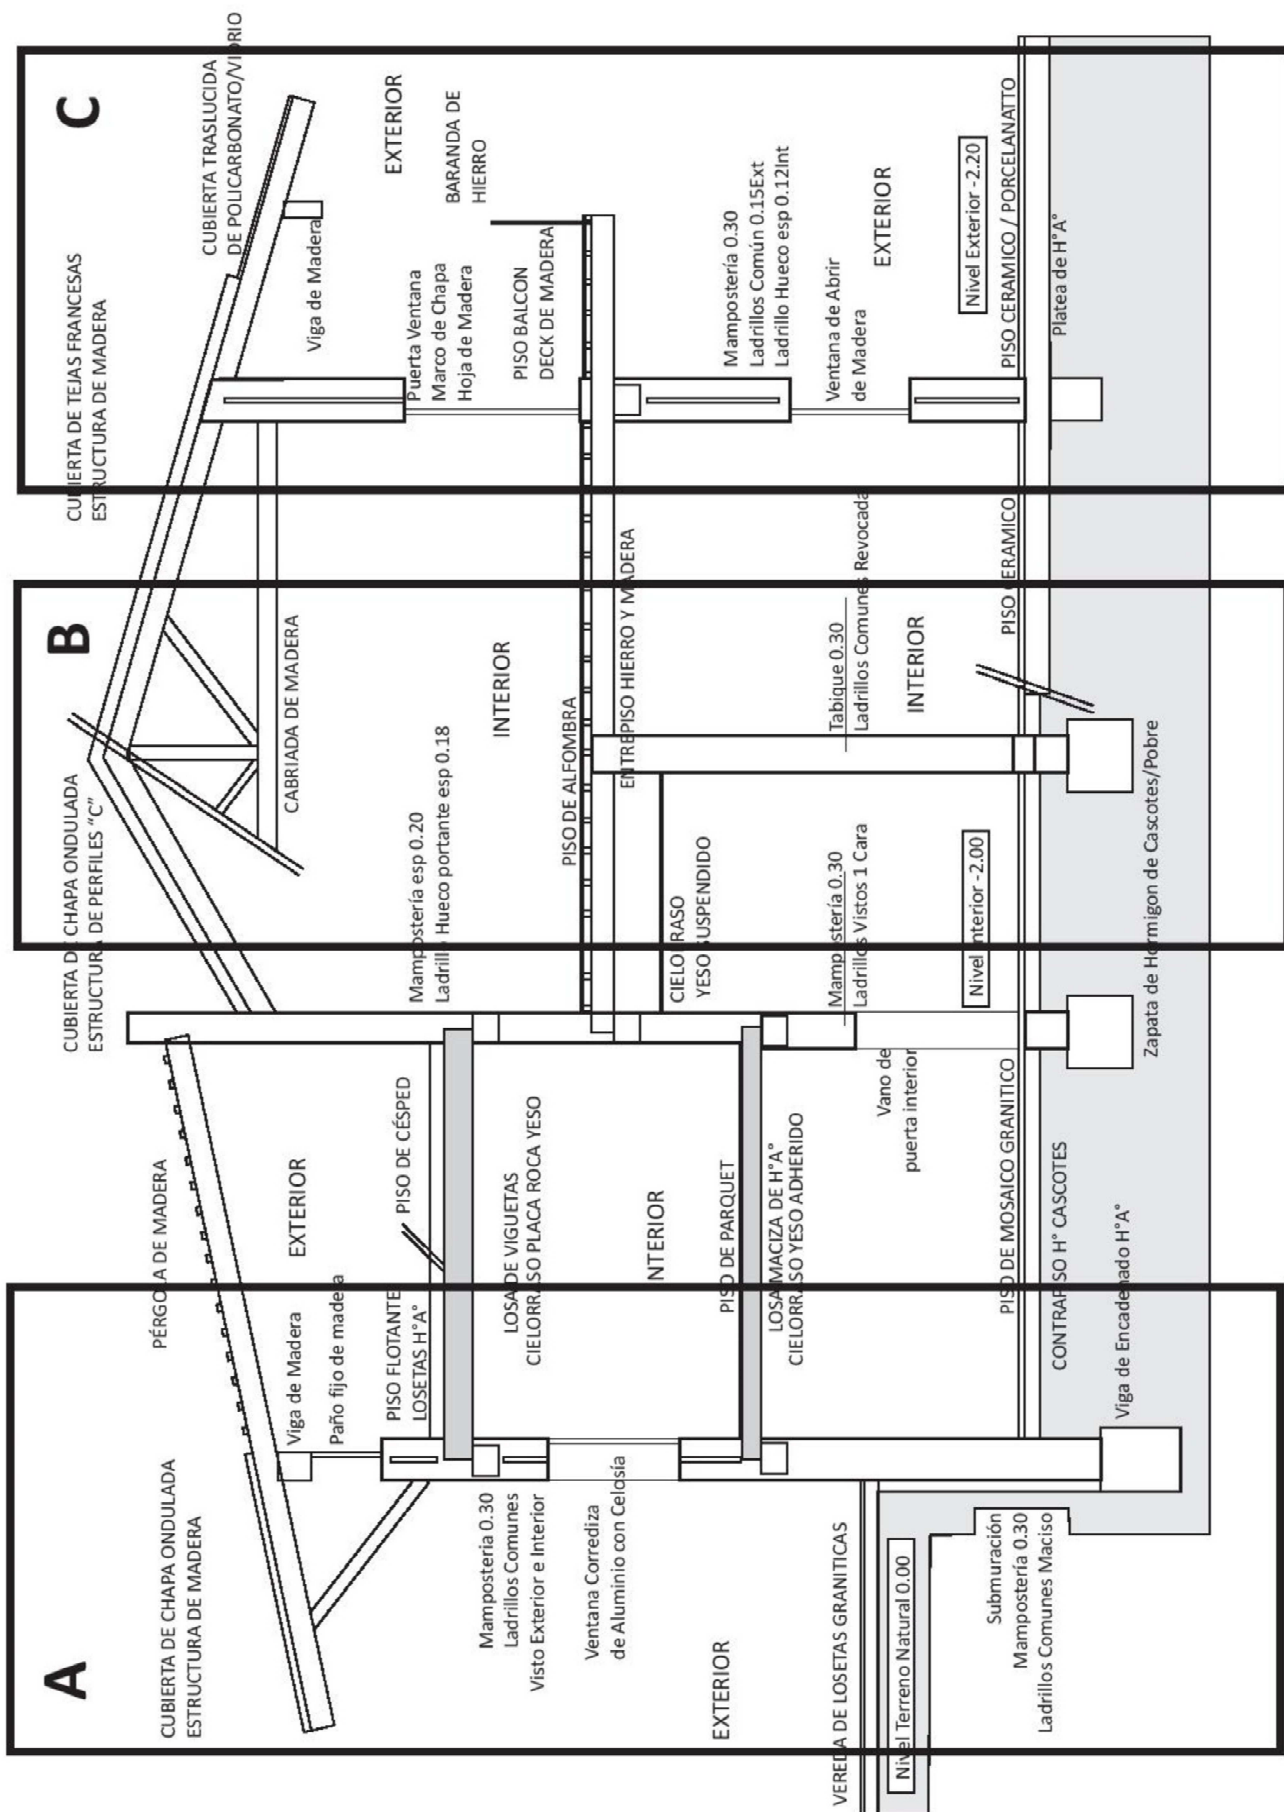 A
B
C
CUBIERTA DE CHAPA ONDULADA
ESTRUCTURA DE MADERA
PÉRGOLA DE MADERA
CUBIERTA DE CHAPA ONDULADA
ESTRUCTURA DE PERFILES "C"
CUBIERTA DE TEJAS FRANCESAS
ESTRUCTURA DE MADERA
CUBIERTA TRASLUCIDA
DE POLICARBONATO/VIDRIO
Viga de Madera
Paño fijo de madera
EXTERIOR
CABRIADA DE MADERA
Viga de Madera
EXTERIOR
PISO FLOTANTE
LOSETAS H°A°
PISO DE CÉSPED
Mampostería esp 0.20
Ladrillo Hueco portante esp 0.18
INTERIOR
Puerta Ventana
Marco de Chapa
Hoja de Madera
BARANDA DE
HIERRO
Mamposteria 0.30
Ladrillos Comunes
Visto Exterior e Interior
LOSA DE VIGUETAS
CIELORRASO PLACA ROCA YESO
PISO DE ALFOMBRA
ENTREPISO HIERRO Y MADERA
PISO BALCON
DECK DE MADERA
Ventana Corrediza
de Aluminio con Celosía
NTERIOR
CIELORRASO
YESO SUSPENDIDO
EXTERIOR
PISO DE PARQUET
LOSA MACIZA DE H°A°
CIELORRASO YESO ADHERIDO
Mampostería 0.30
Ladrillos Vistos 1 Cara
Tabique 0.30
Ladrillos Comunes Revocada
Mampostería 0.30
Ladrillos Común 0.15Ext
Ladrillo Hueco esp 0.12Int
Ventana de Abrir
de Madera
EXTERIOR
VEREDA DE LOSETAS GRANITICAS
Nivel Terreno Natural 0.00
Vano de
puerta interior
INTERIOR
Nivel Interior -2.00
Nivel Exterior -2.20
PISO DE MOSAICO GRANITICO
PISO CERAMICO
PISO CERAMICO / PORCELANATTO
Submuración
Mampostería 0.30
Ladrillos Comunes Maciso
CONTRAPISO H° CASCOTES
Platea de H°A°
Viga de Encadenado H°A°
Zapata de Hormigon de Cascotes/Pobre